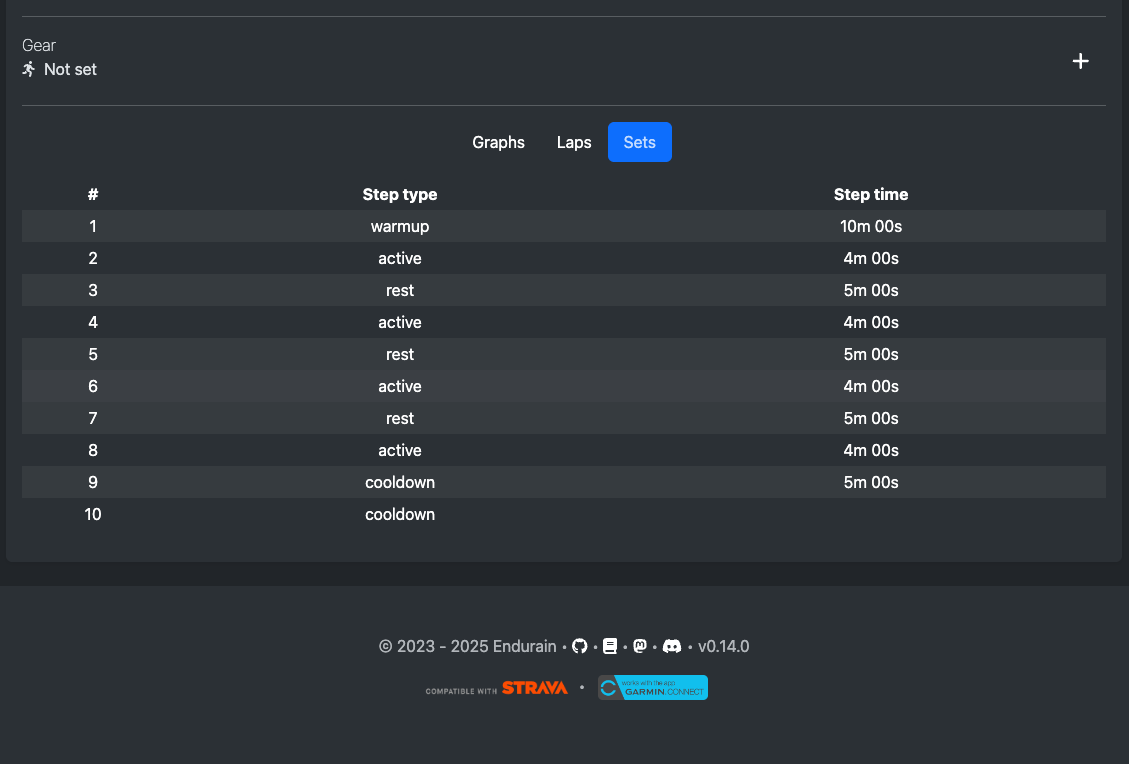 Gear
Not set
Graphs Laps Sets
# Step type Step time
1 warmup 10m 00s
2 active 4m 00s
3 rest 5m 00s
4 active 4m 00s
5 rest 5m 00s
6 active 4m 00s
7 rest 5m 00s
8 active 4m 00s
9 cooldown 5m 00s
10 cooldown
© 2023 - 2025 Endurain • • • • • v0.14.0
COMPATIBLE WITH STRAVA • works with the app GARMIN. CONNECT